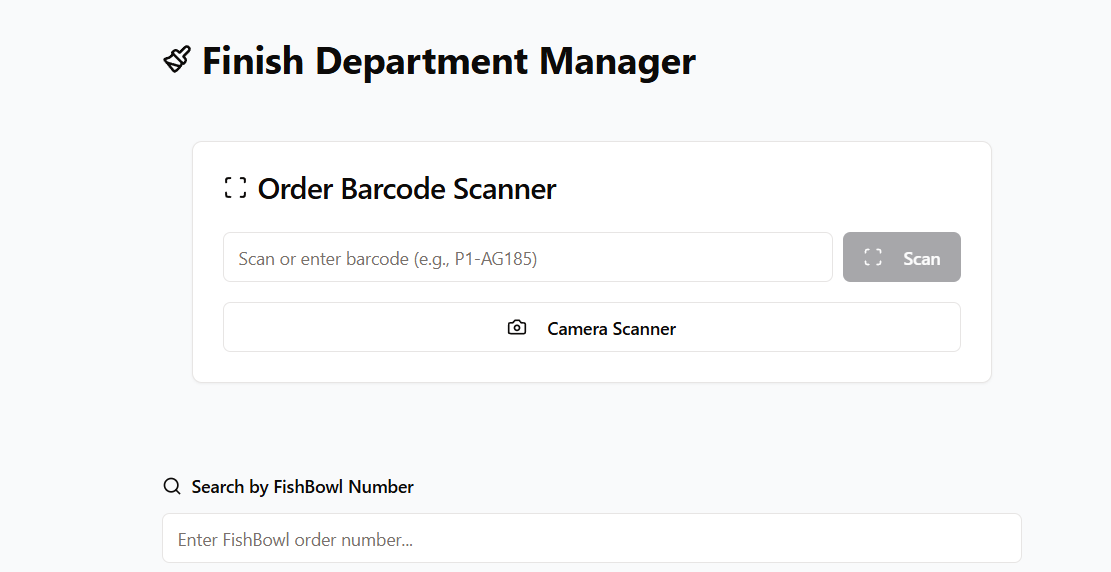 Finish Department Manager
Order Barcode Scanner
Scan or enter barcode (e.g., P1-AG185)
Scan
Camera Scanner
Search by FishBowl Number
Enter FishBowl order number...